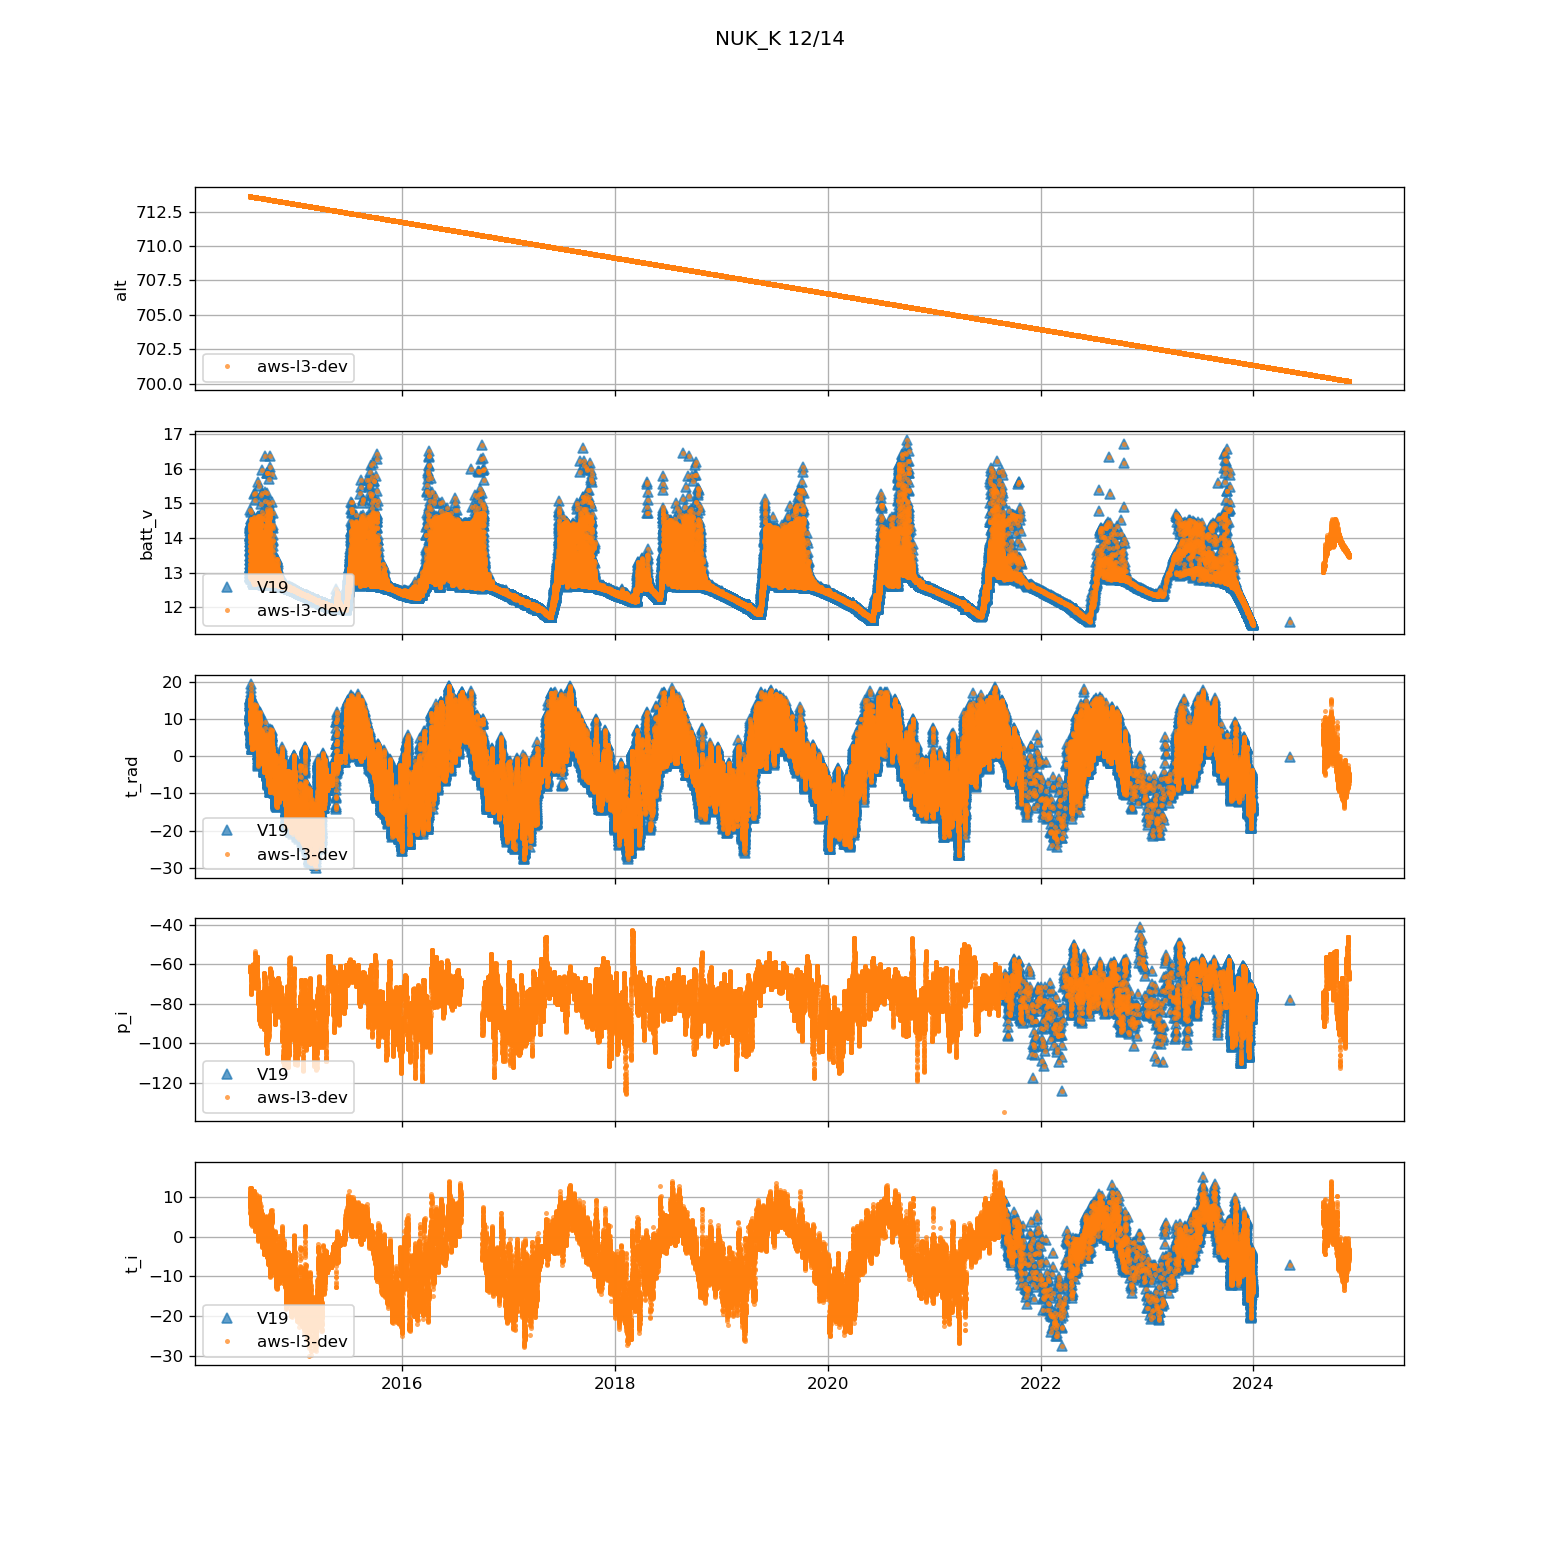 NUK_K 12/14
712.5
710.0
707.5
705.0
702.5
700.0
alt
aws-l3-dev
17
16
15
14
13
12
batt_v
V19
aws-l3-dev
20
10
0
−10
−20
−30
t_rad
V19
aws-l3-dev
−40
−60
−80
−100
−120
p_i
V19
aws-l3-dev
10
0
−10
−20
−30
t_i
V19
aws-l3-dev
2016 2018 2020 2022 2024